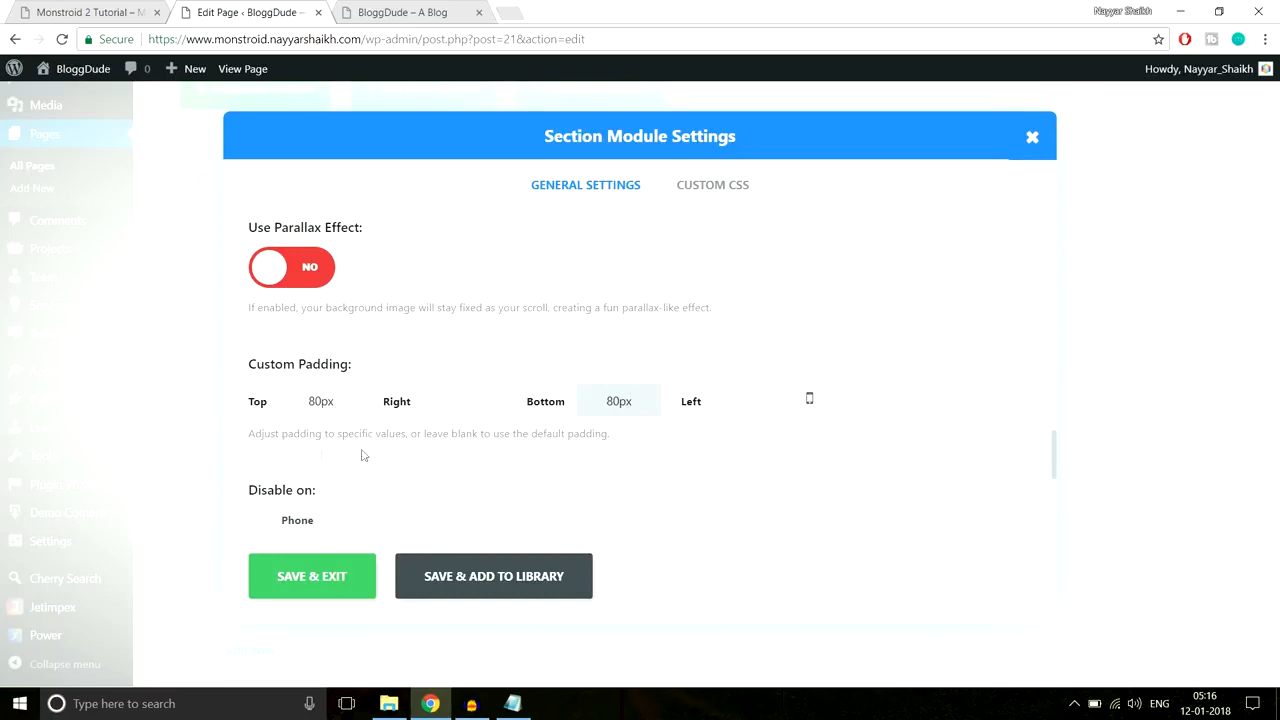 Monstroid 2 Tutorial – M
Edit Page ‹ BloggDude —
BloggDude – A Blog
Nayyar Shaikh
Secure
https://www.monstroid.nayyarshaikh.com/wp-admin/post.php?post=21&action=edit
BloggDude
0
New
View Page
Howdy, Nayyar_Shaikh
Media
Pages
All Pages
Add New
Comments
Projects
Settings
Cherry Search
Jetimpex
Power
Collapse menu
Section Module Settings
GENERAL SETTINGS
CUSTOM CSS
Use Parallax Effect:
NO
If enabled, your background image will stay fixed as your scroll, creating a fun parallax-like effect.
Custom Padding:
Top 80px Right Bottom 80px Left
Adjust padding to specific values, or leave blank to use the default padding.
Disable on:
Phone
SAVE & EXIT
SAVE & ADD TO LIBRARY
Type here to search
ENG
05:16
12-01-2018